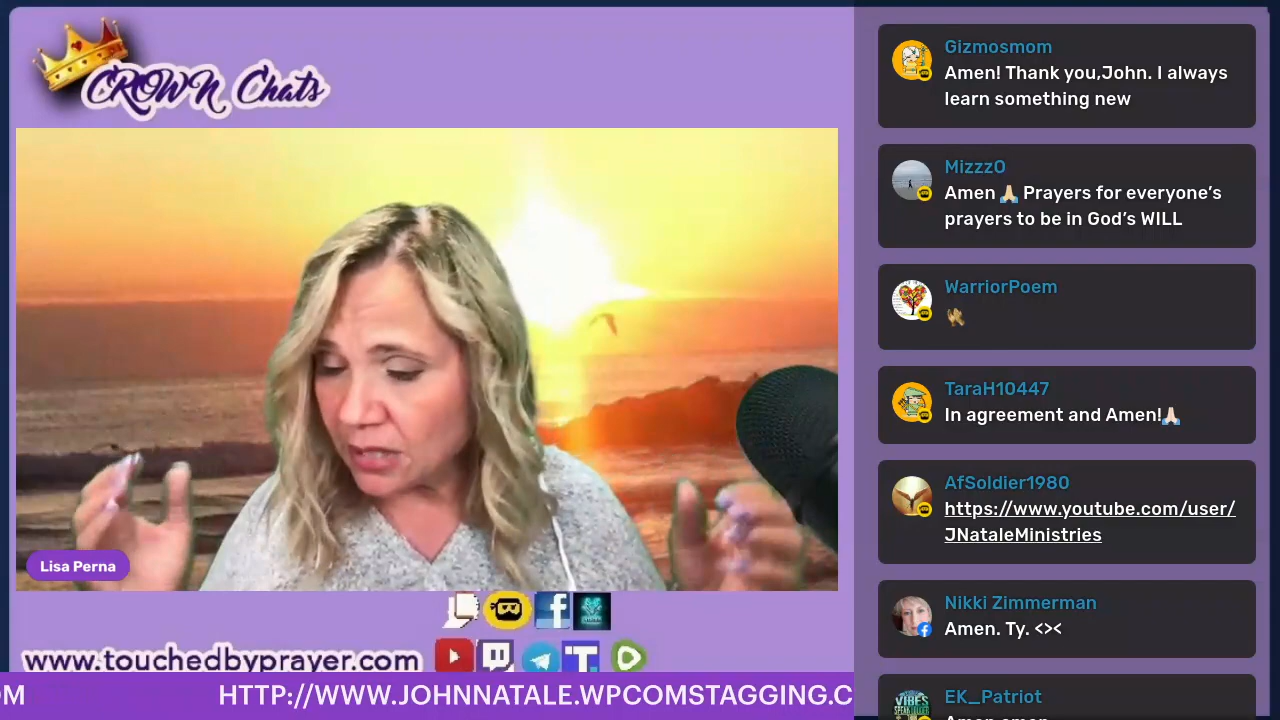 CROWN Chats
Lisa Perna
www.touchedbyprayer.com
OM
HTTP://WWW.JOHNNATALE.WPCOMSTAGGING.C
Gizmosmom
Amen! Thank you,John. I always
learn something new
MizzzO
Amen 🙏🏻 Prayers for everyone’s
prayers to be in God’s WILL
WarriorPoem
TaraH10447
In agreement and Amen!🙏🏻
AfSoldier1980
https://www.youtube.com/user/
JNataleMinistries
Nikki Zimmerman
Amen. Ty. <><
EK_Patriot